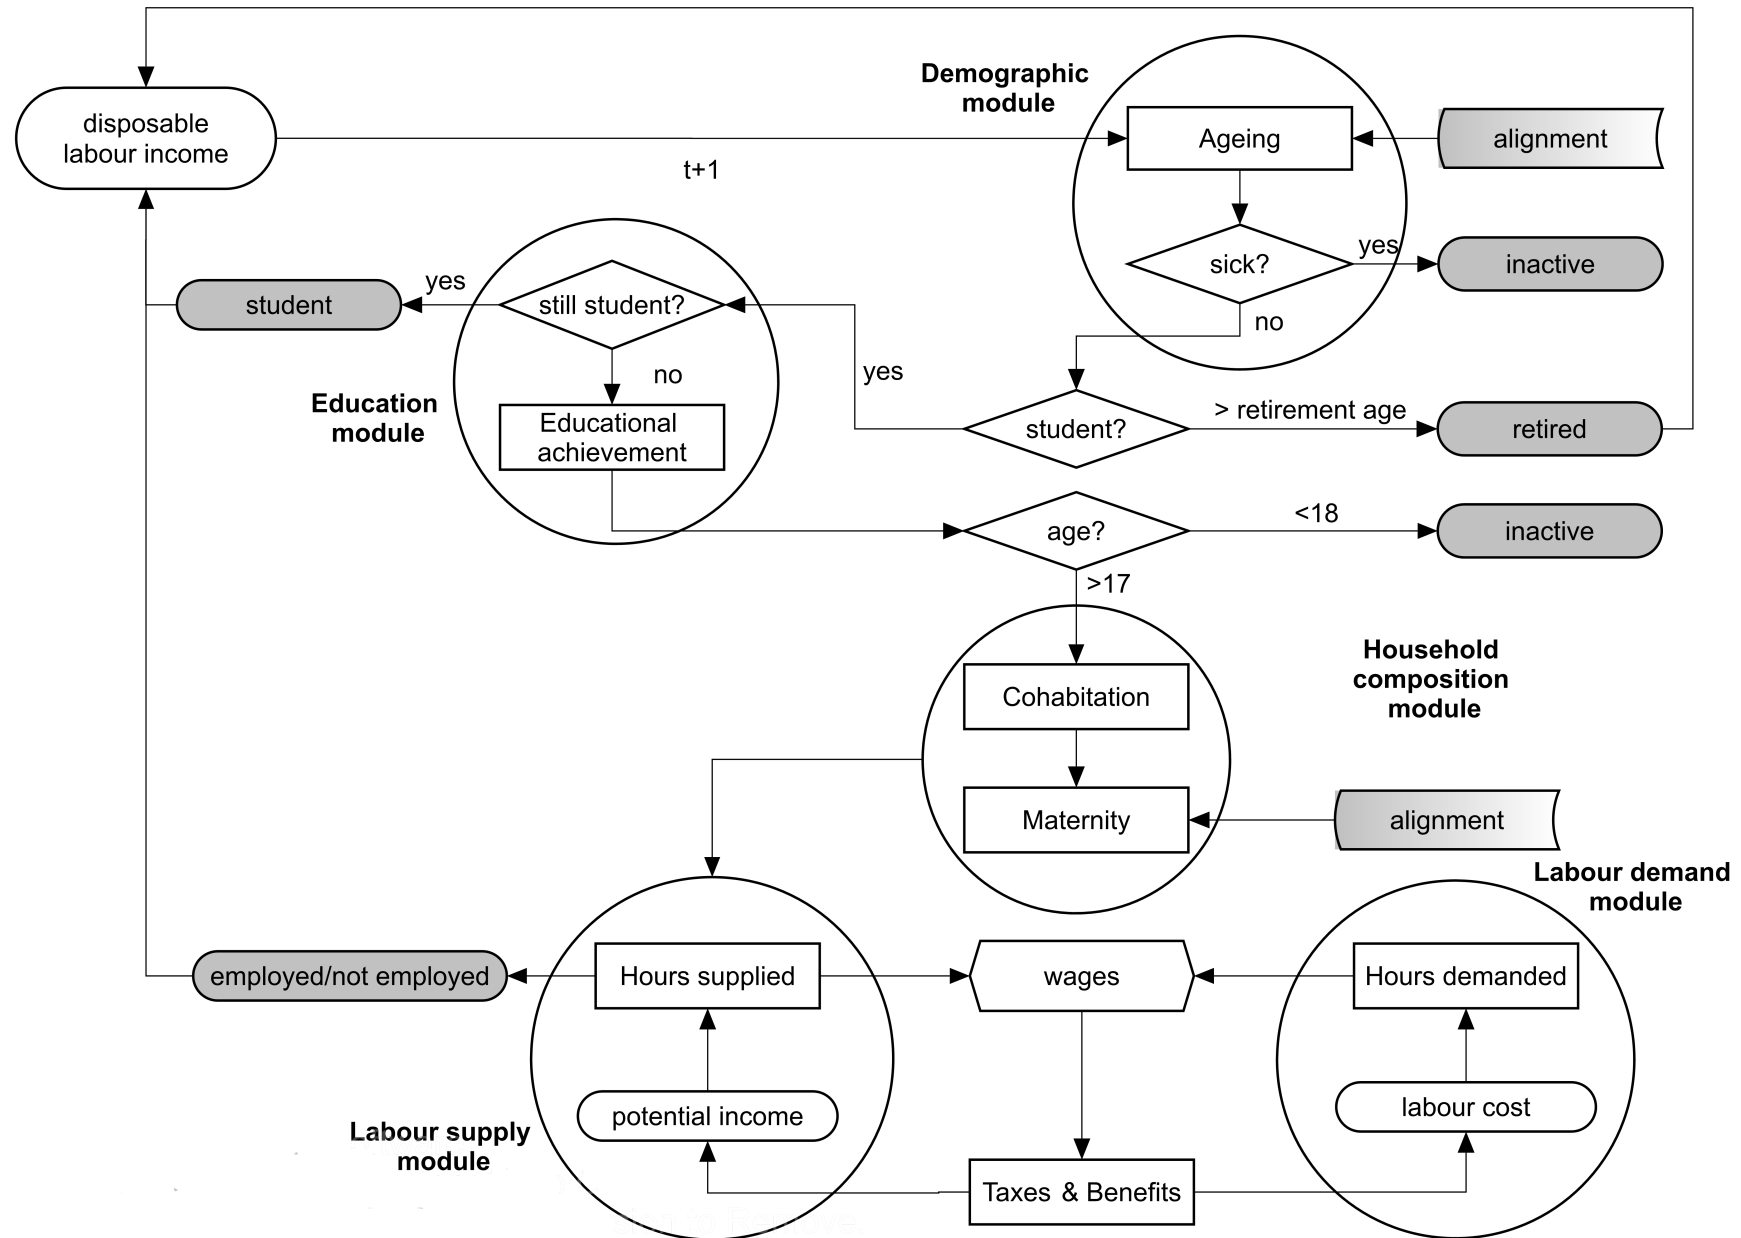 Demographic
module
disposable
labour income
Ageing
alignment
t+1
sick?
yes
inactive
no
student
yes
still student?
no
yes
Education
module
Educational
achievement
student?
> retirement age
retired
age?
<18
inactive
>17
Household
composition
module
Cohabitation
Maternity
alignment
Labour demand
module
employed/not employed
Hours supplied
wages
Hours demanded
potential income
labour cost
Labour supply
module
Taxes & Benefits